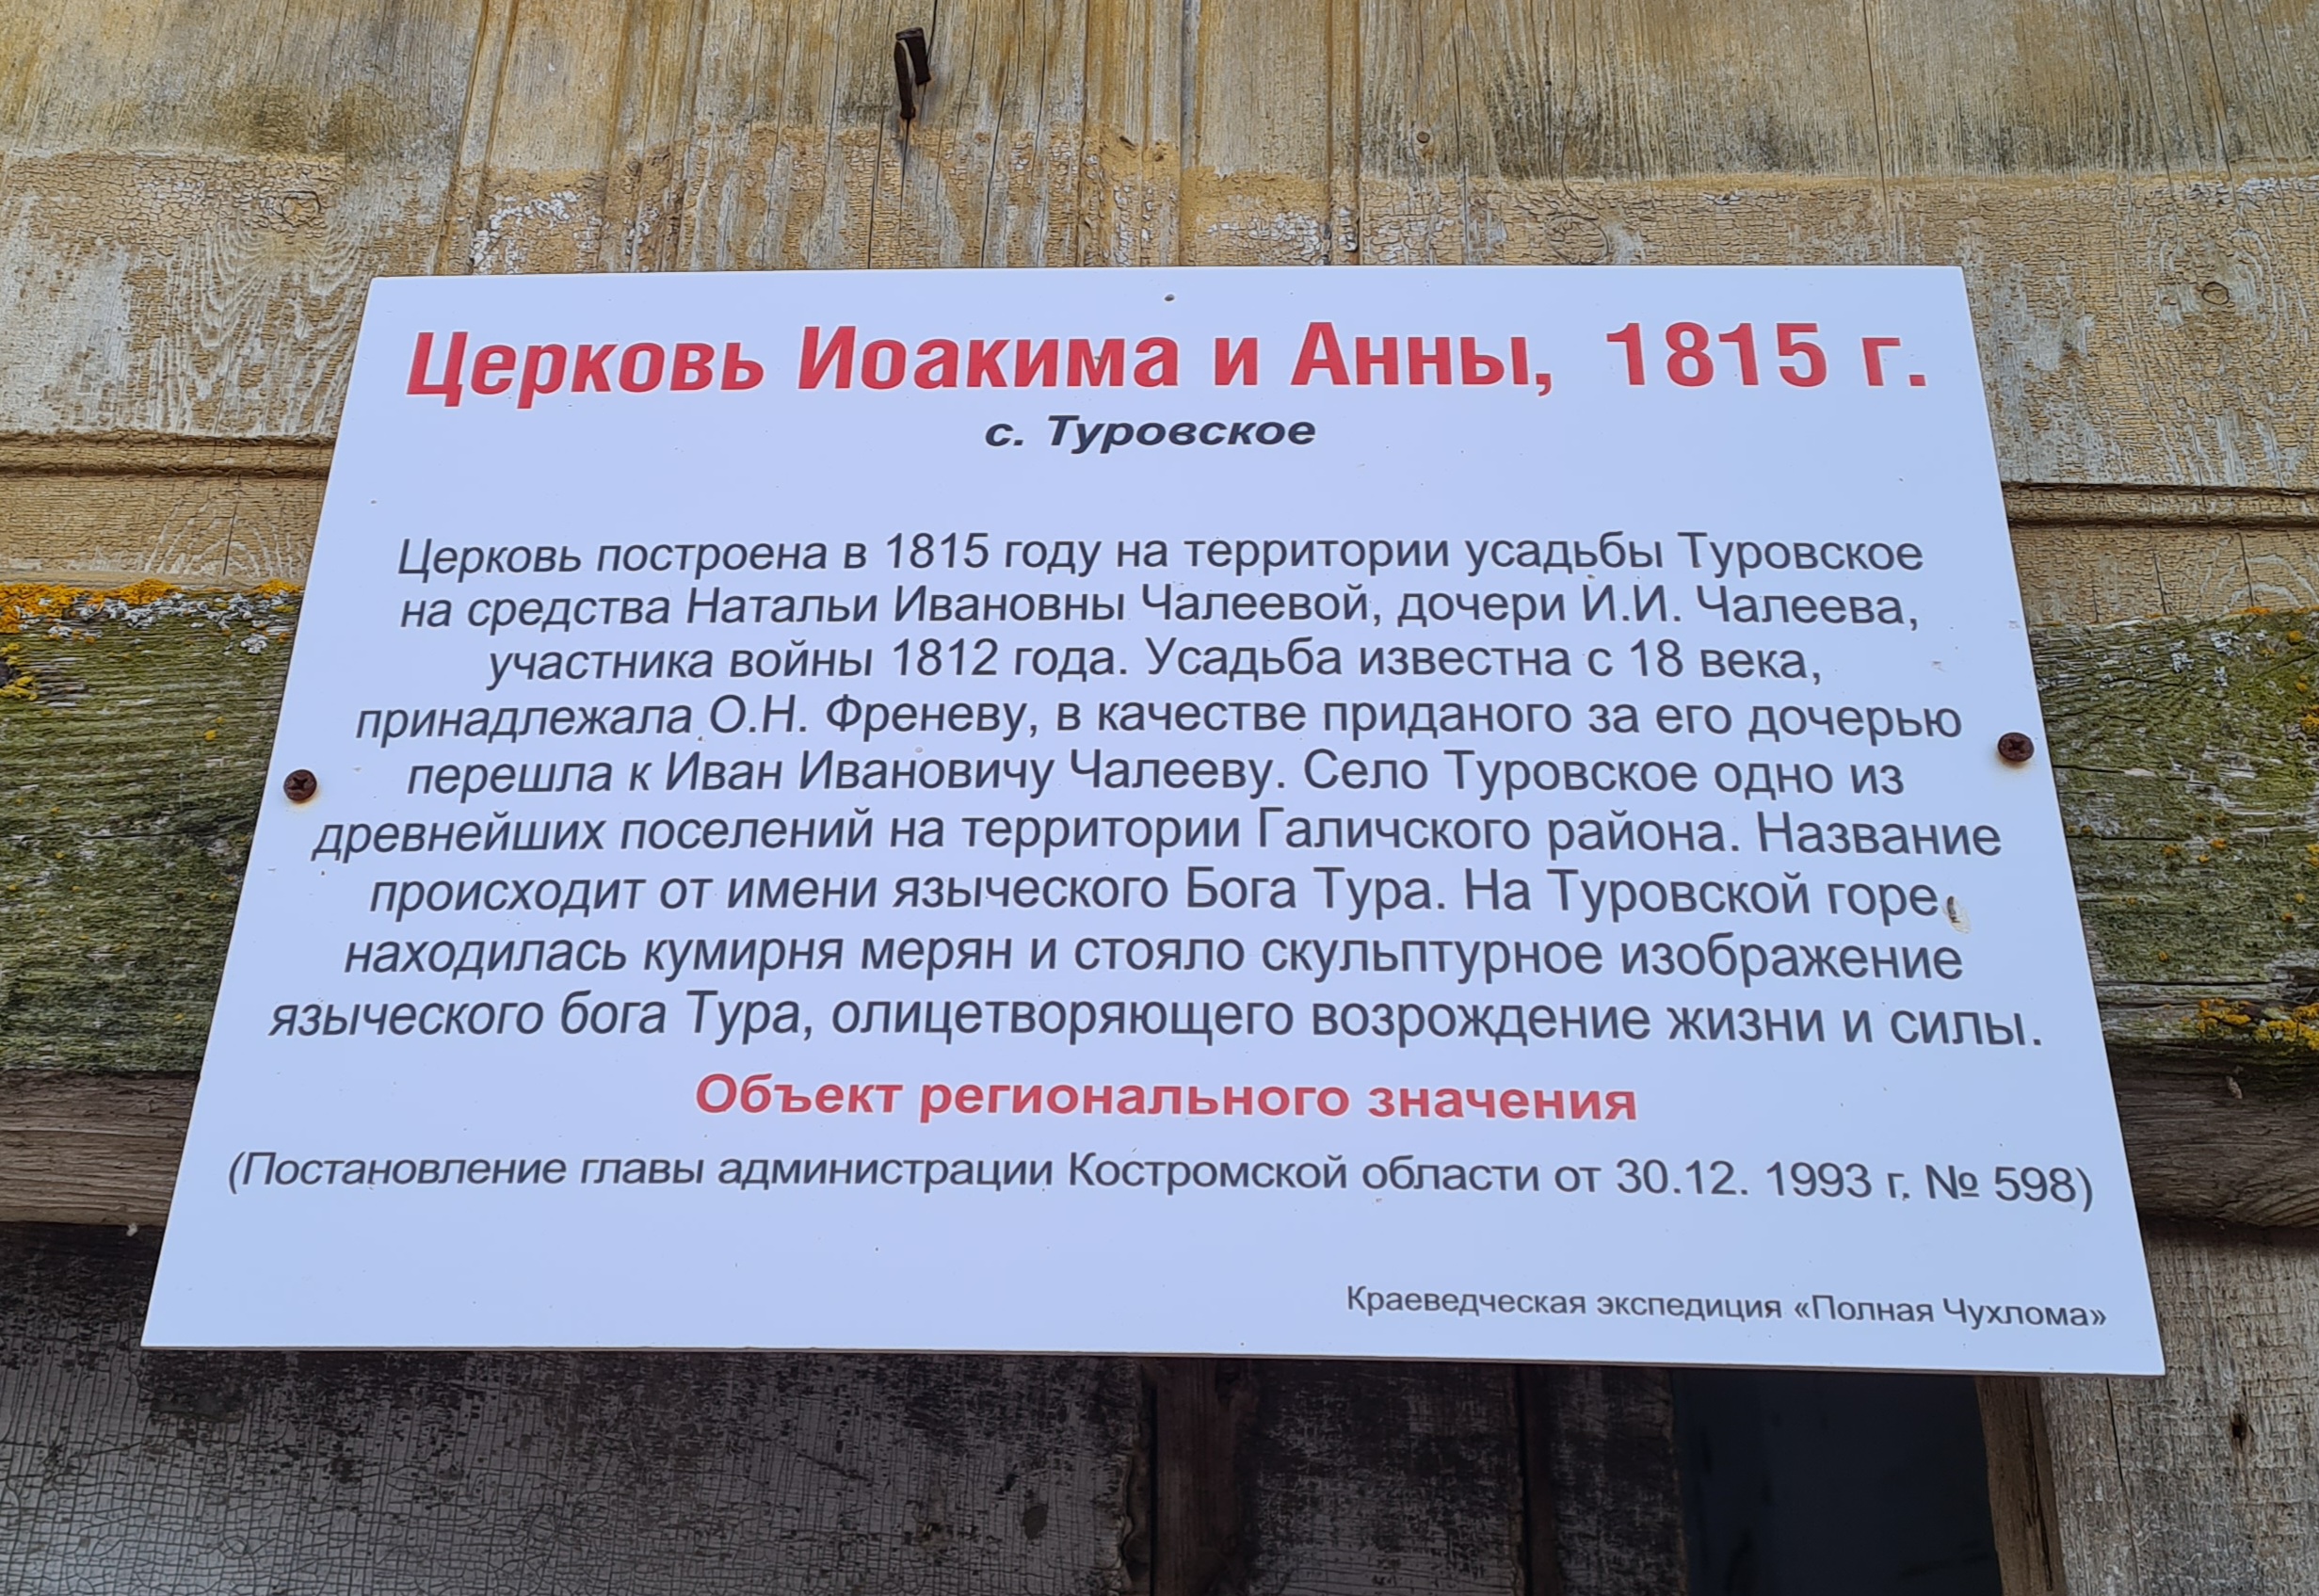 Церковь Иоакима и Анны, 1815 г.
с. Туровское
Церковь построена в 1815 году на территории усадьбы Туровское
на средства Натальи Ивановны Чалеевой, дочери И.И. Чалеева,
участника войны 1812 года. Усадьба известна с 18 века,
принадлежала О.Н. Френеву, в качестве приданого за его дочерью
перешла к Иван Ивановичу Чалееву. Село Туровское одно из
древнейших поселений на территории Галичского района. Название
происходит от имени языческого Бога Тура. На Туровской горе
находилась кумирня мерян и стояло скульптурное изображение
языческого бога Тура, олицетворяющего возрождение жизни и силы.
Объект регионального значения
(Постановление главы администрации Костромской области от 30.12. 1993 г. № 598)
Краеведческая экспедиция «Полная Чухлома»